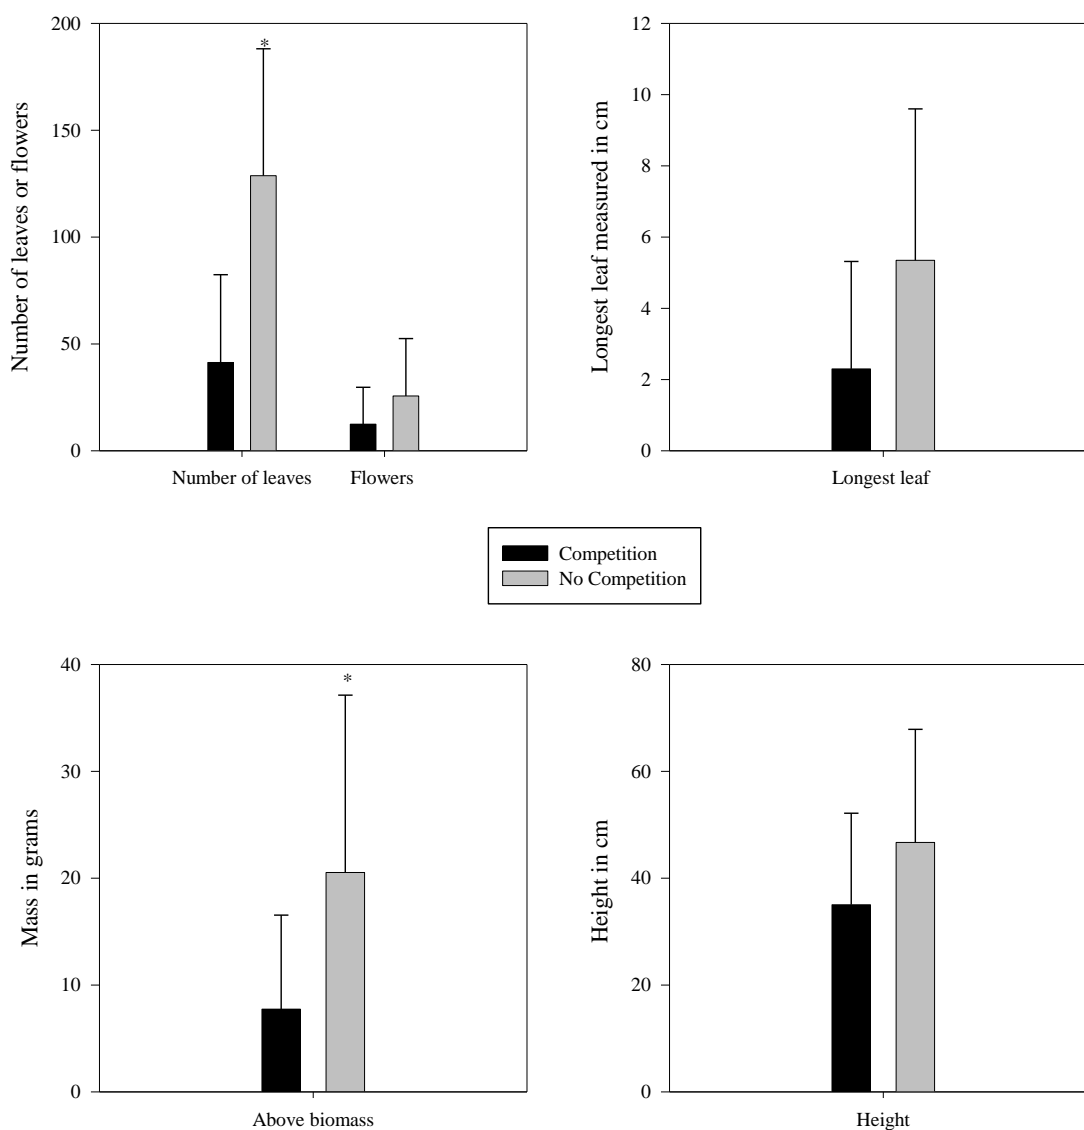 Number of leaves or flowers
200
150
100
50
0
*
Number of leaves
Flowers
Longest leaf measured in cm
12
10
8
6
4
2
0
Longest leaf
Competition
No Competition
Mass in grams
40
30
20
10
0
*
Above biomass
Height in cm
80
60
40
20
0
Height